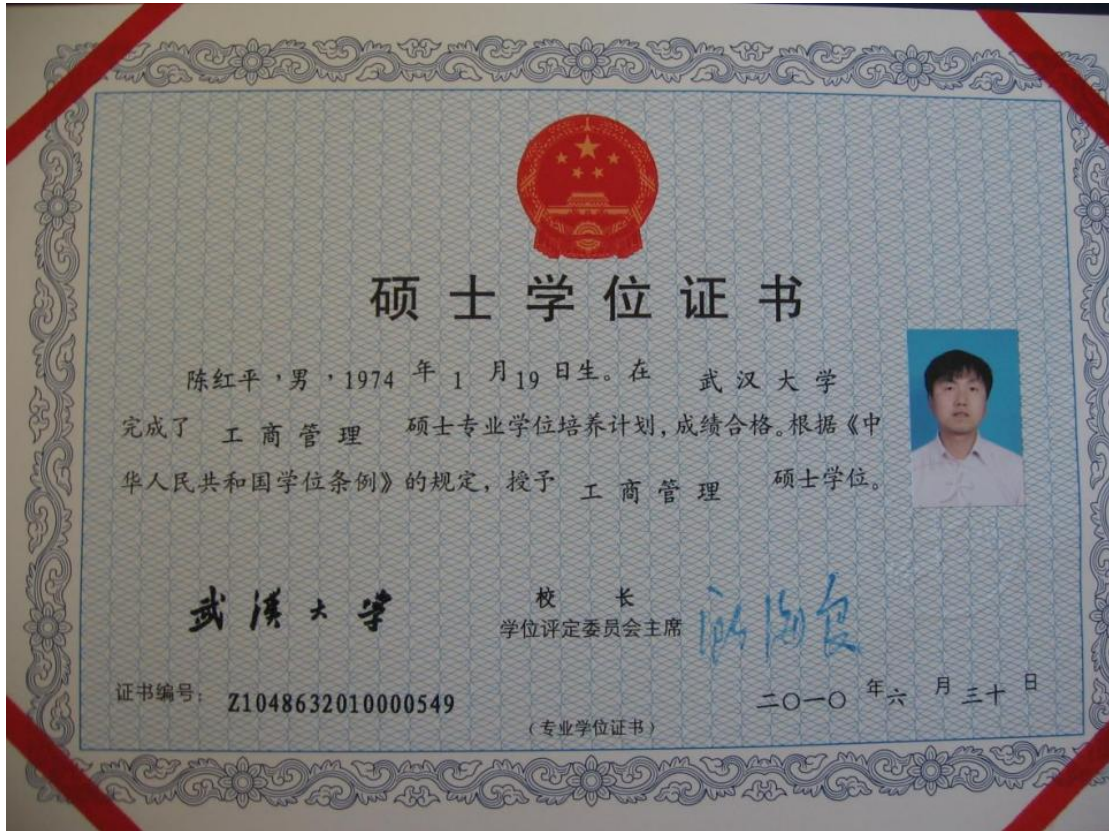 硕士学位证书
陈红平，男，1974 年 1 月 19 日生。在 武汉大学
完成了 工商管理 硕士专业学位培养计划，成绩合格。根据《中
华人民共和国学位条例》的规定，授予 工商管理 硕士学位。
武汉大学
校 长
学位评定委员会主席
证书编号：Z1048632010000549
二〇一〇 年 六 月 三十 日
（专业学位证书）